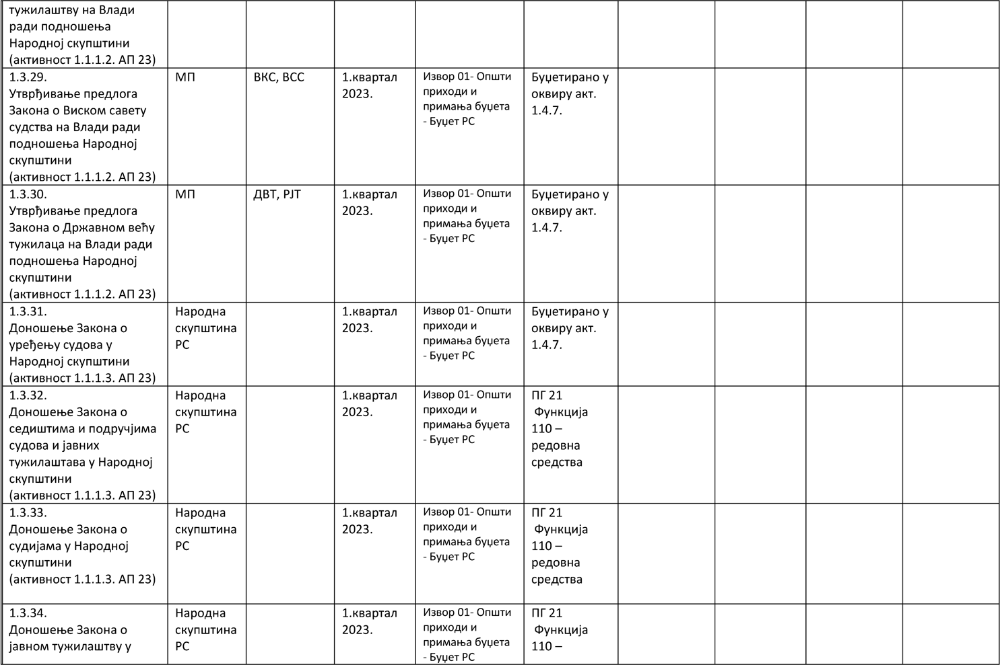 тужилаштву на Влади
ради подношења
Народној скупштини
(активност 1.1.1.2. АП 23)
1.3.29.
Утврђивање предлога
Закона о Виском савету
судства на Влади ради
подношења Народној
скупштини
(активност 1.1.1.2. АП 23)
МП
ВКС, ВСС
1.квартал
2023.
Извор 01- Општи
приходи и
примања буџета
- Буџет РС
Буџетирано у
оквиру акт.
1.4.7.
1.3.30.
Утврђивање предлога
Закона о Државном већу
тужилаца на Влади ради
подношења Народној
скупштини
(активност 1.1.1.2. АП 23)
МП
ДВТ, РЈТ
1.квартал
2023.
Извор 01- Општи
приходи и
примања буџета
- Буџет РС
Буџетирано у
оквиру акт.
1.4.7.
1.3.31.
Доношење Закона о
уређењу судова у
Народној скупштини
(активност 1.1.1.3. АП 23)
Народна
скупштина
РС
1.квартал
2023.
Извор 01- Општи
приходи и
примања буџета
- Буџет РС
Буџетирано у
оквиру акт.
1.4.7.
1.3.32.
Доношење Закона о
седиштима и подручјима
судова и јавних
тужилаштава у Народној
скупштини
(активност 1.1.1.3. АП 23)
Народна
скупштина
РС
1.квартал
2023.
Извор 01- Општи
приходи и
примања буџета
- Буџет РС
ПГ 21
Функција
110 –
редовна
средства
1.3.33.
Доношење Закона о
судијама у Народној
скупштини
(активност 1.1.1.3. АП 23)
Народна
скупштина
РС
1.квартал
2023.
Извор 01- Општи
приходи и
примања буџета
- Буџет РС
ПГ 21
Функција
110 –
редовна
средства
1.3.34.
Доношење Закона о
јавном тужилаштву у
Народна
скупштина
РС
1.квартал
2023.
Извор 01- Општи
приходи и
примања буџета
- Буџет РС
ПГ 21
Функција
110 –